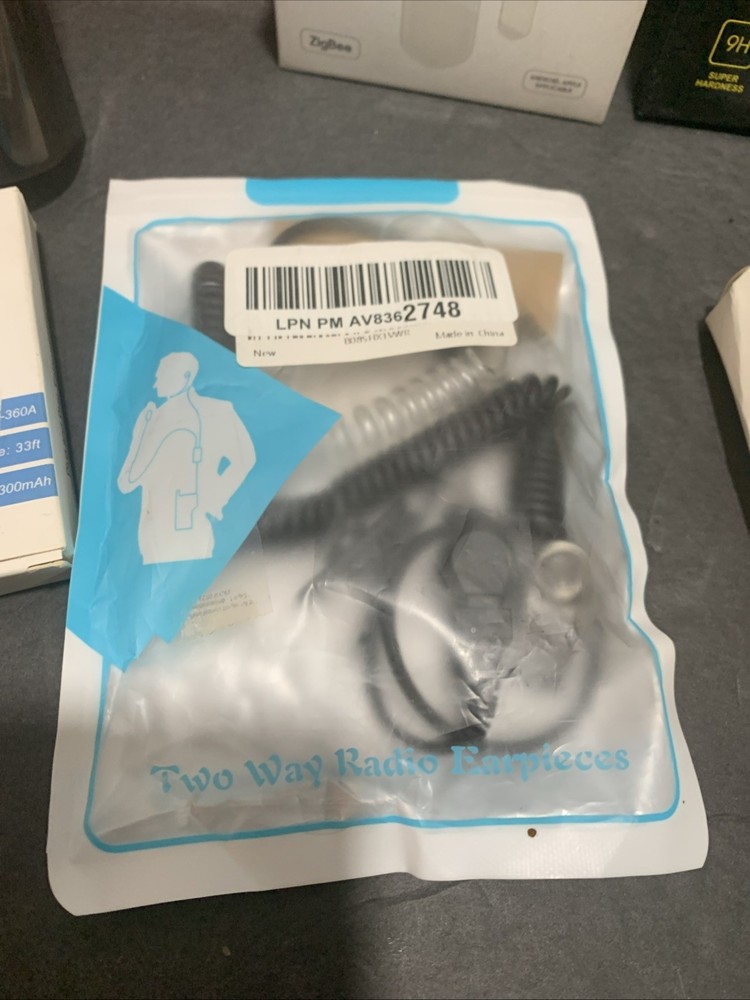 ZigBee
9H
SUPER
HARDNESS
LPN PM AV8362748
New
Made in China
-360A
e: 33ft
300mAh
Two Way Radio Earpieces